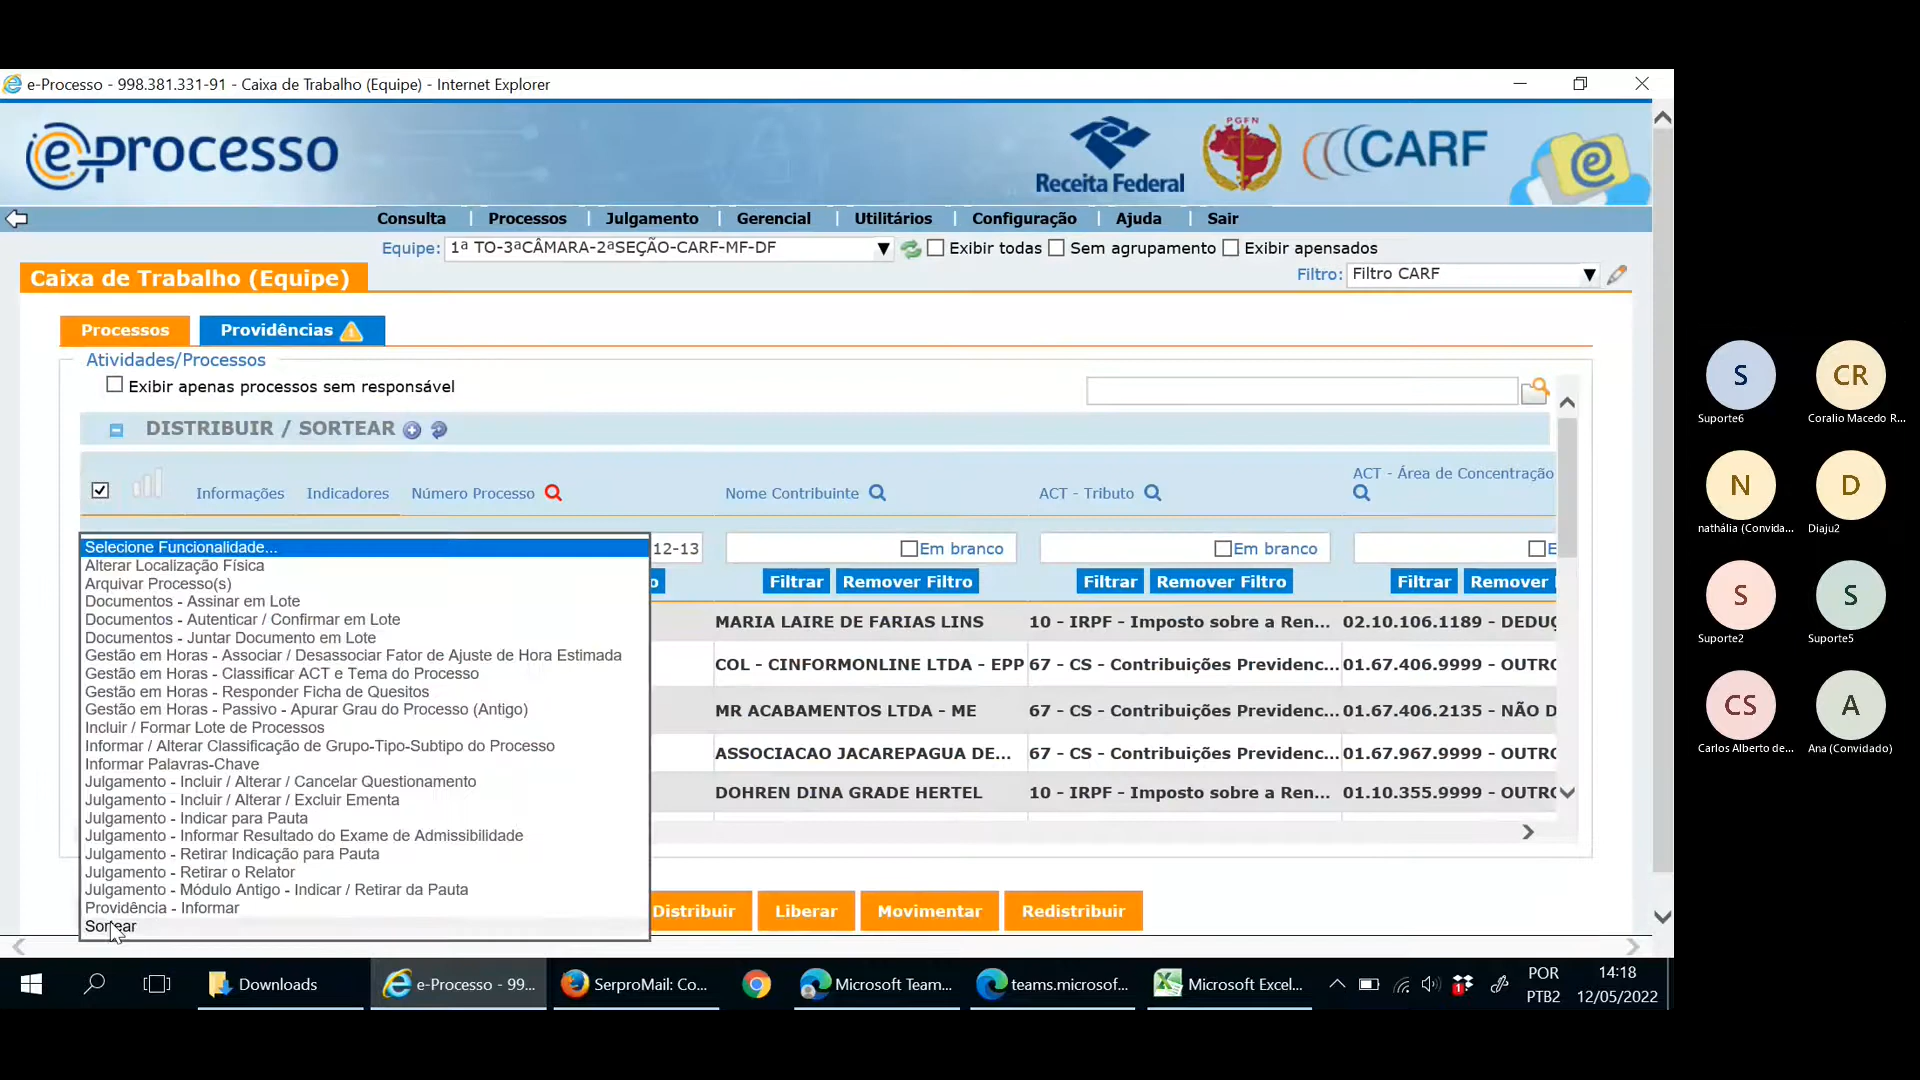 e-Processo - 998.381.331-91 - Caixa de Trabalho (Equipe) - Internet Explorer
e-processo
Receita Federal
PGFN
CARF
Consulta | Processos | Julgamento | Gerencial | Utilitários | Configuração | Ajuda | Sair
Equipe: 1ª TO-3ªCÂMARA-2ªSEÇÃO-CARF-MF-DF Exibir todas Sem agrupamento Exibir apensados
Filtro: Filtro CARF
Caixa de Trabalho (Equipe)
Processos Providências
Atividades/Processos
Exibir apenas processos sem responsável
DISTRIBUIR / SORTEAR
Informações Indicadores Número Processo Nome Contribuinte ACT - Tributo ACT - Área de Concentração
12-13 Em branco Em branco E
o Filtrar Remover Filtro Filtrar Remover Filtro Filtrar Remover
MARIA LAIRE DE FARIAS LINS 10 - IRPF - Imposto sobre a Ren... 02.10.106.1189 - DEDUÇ
COL - CINFORMONLINE LTDA - EPP 67 - CS - Contribuições Previdenc... 01.67.406.9999 - OUTRO
MR ACABAMENTOS LTDA - ME 67 - CS - Contribuições Previdenc... 01.67.406.2135 - NÃO D
ASSOCIACAO JACAREPAGUA DE... 67 - CS - Contribuições Previdenc... 01.67.967.9999 - OUTRO
DOHREN DINA GRADE HERTEL 10 - IRPF - Imposto sobre a Ren... 01.10.355.9999 - OUTRO
Selecione Funcionalidade...
Alterar Localização Física
Arquivar Processo(s)
Documentos - Assinar em Lote
Documentos - Autenticar / Confirmar em Lote
Documentos - Juntar Documento em Lote
Gestão em Horas - Associar / Desassociar Fator de Ajuste de Hora Estimada
Gestão em Horas - Classificar ACT e Tema do Processo
Gestão em Horas - Responder Ficha de Quesitos
Gestão em Horas - Passivo - Apurar Grau do Processo (Antigo)
Incluir / Formar Lote de Processos
Informar / Alterar Classificação de Grupo-Tipo-Subtipo do Processo
Informar Palavras-Chave
Julgamento - Incluir / Alterar / Cancelar Questionamento
Julgamento - Incluir / Alterar / Excluir Ementa
Julgamento - Indicar para Pauta
Julgamento - Informar Resultado do Exame de Admissibilidade
Julgamento - Retirar Indicação para Pauta
Julgamento - Retirar o Relator
Julgamento - Módulo Antigo - Indicar / Retirar da Pauta
Providência - Informar
Sortear
Distribuir Liberar Movimentar Redistribuir
Downloads e-Processo - 99... SerproMail: Co... Microsoft Team... teams.microsof... Microsoft Excel...
1
POR
PTB2
14:18
12/05/2022
S CR
Suporte6 Coralio Macedo R...
N D
nathália (Convida... Diaju2
S S
Suporte2 Suporte5
CS A
Carlos Alberto de... Ana (Convidado)